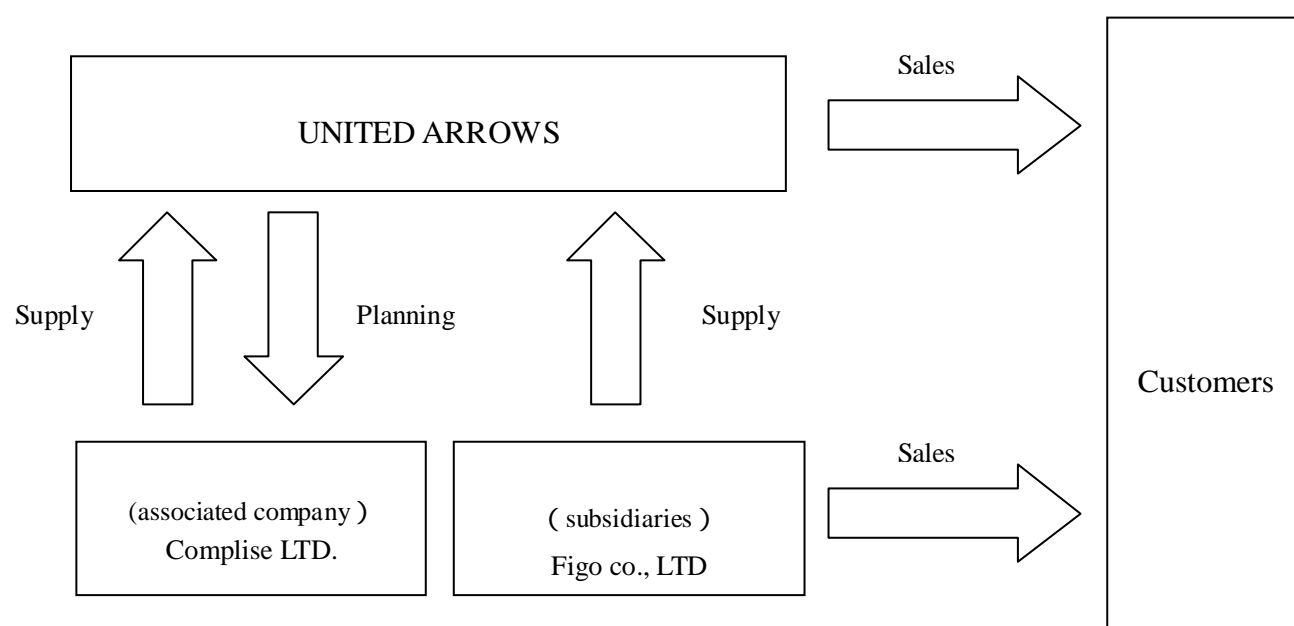 Sales
UNITED ARROWS
Supply
Planning
Supply
Customers
Sales
(associated company）
Complise LTD.
（subsidiaries）
Figo co., LTD